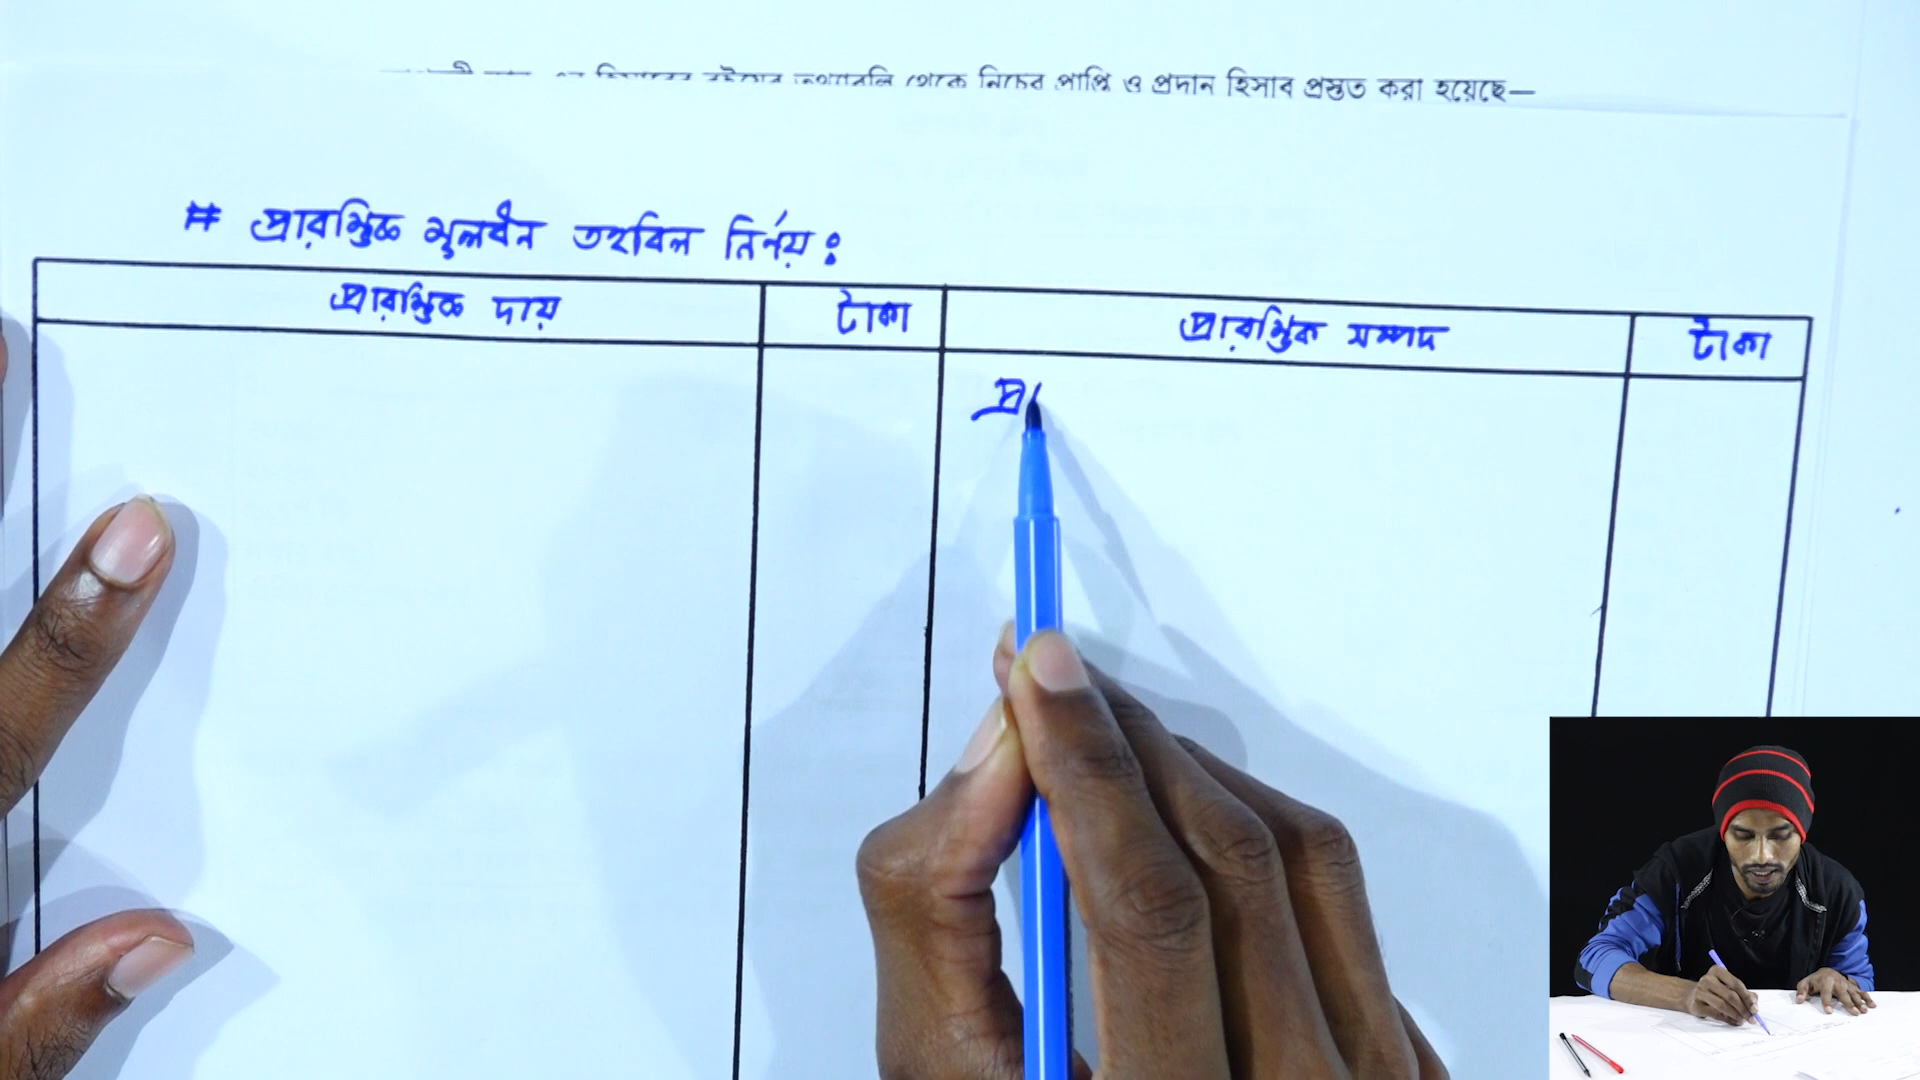 থেকে নিচের প্রাপ্তি ও প্রদান হিসাব প্রস্তুত করা হয়েছে—
# প্রারম্ভিক মূলধন তহবিল নির্ণয়:
প্রারম্ভিক দায় টাকা প্রারম্ভিক সম্পদ টাকা
প্রা